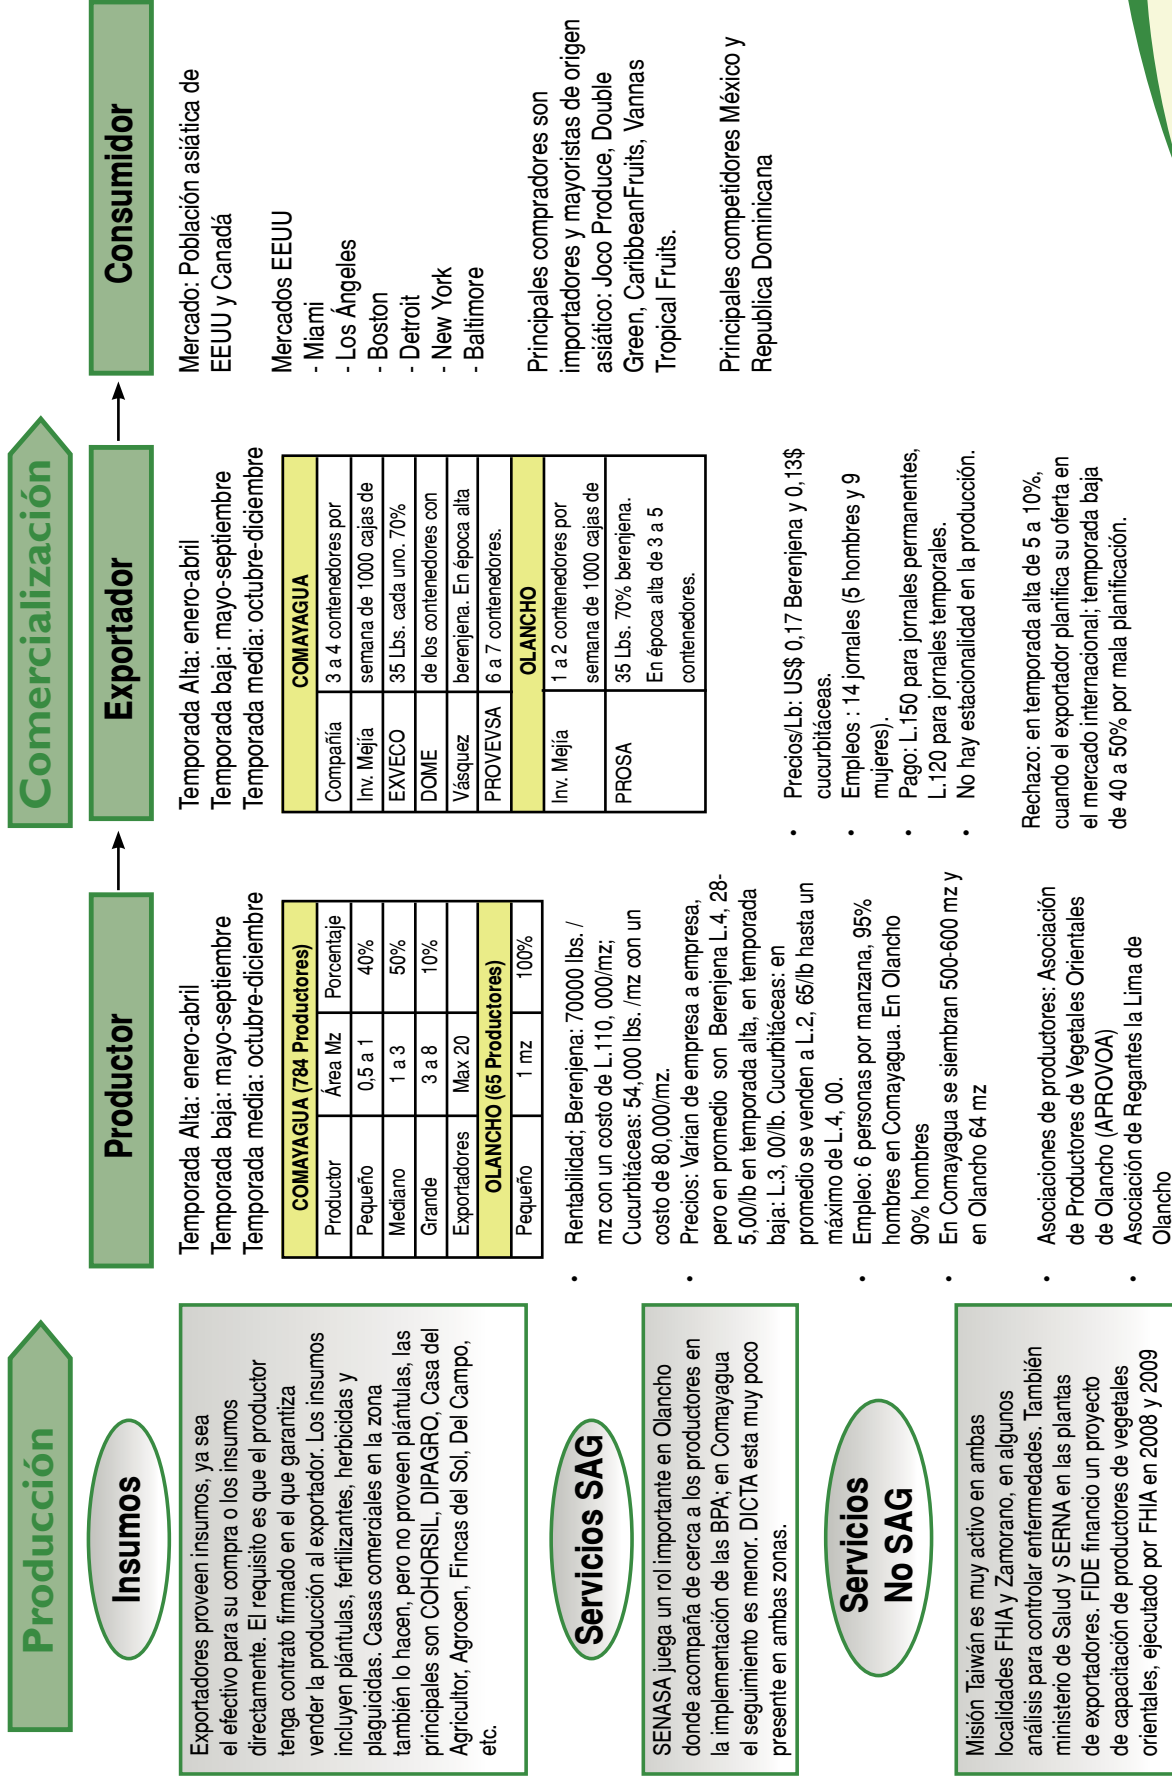 Producción
Insumos
Exportadores proveen insumos, ya sea
el efectivo para su compra o los insumos
directamente. El requisito es que el productor
tenga contrato firmado en el que garantiza
vender la producción al exportador. Los insumos
incluyen plántulas, fertilizantes, herbicidas y
plaguicidas. Casas comerciales en la zona
también lo hacen, pero no proveen plántulas, las
principales son COHORSIL, DIPAGRO, Casa del
Agricultor, Agrocen, Fincas del Sol, Del Campo,
etc.
Servicios SAG
SENASA juega un rol importante en Olancho
donde acompaña de cerca a los productores en
la implementación de las BPA; en Comayagua
el seguimiento es menor. DICTA esta muy poco
presente en ambas zonas.
Servicios
No SAG
Misión Taiwán es muy activo en ambas
localidades FHIA y Zamorano, en algunos
análisis para controlar enfermedades. También
ministerio de Salud y SERNA en las plantas
de exportadores. FIDE financio un proyecto
de capacitación de productores de vegetales
orientales, ejecutado por FHIA en 2008 y 2009
Productor
Temporada Alta: enero-abril
Temporada baja: mayo-septiembre
Temporada media: octubre-diciembre
COMAYAGUA (784 Productores)
Productor Área Mz Porcentaje
Pequeño 0,5 a 1 40%
Mediano 1 a 3 50%
Grande 3 a 8 10%
Exportadores Max 20
OLANCHO (65 Productores)
Pequeño 1 mz 100%
• Rentabilidad; Berenjena: 70000 lbs. /
mz con un costo de L.110, 000/mz;
Cucurbitáceas: 54,000 lbs. /mz con un
costo de 80,000/mz.
• Precios: Varian de empresa a empresa,
pero en promedio son Berenjena L.4, 28-
5,00/lb en temporada alta, en temporada
baja: L.3, 00/lb. Cucurbitáceas: en
promedio se venden a L.2, 65/lb hasta un
máximo de L.4, 00.
• Empleo: 6 personas por manzana, 95%
hombres en Comayagua. En Olancho
90% hombres
• En Comayagua se siembran 500-600 mz y
en Olancho 64 mz
• Asociaciones de productores: Asociación
de Productores de Vegetales Orientales
de Olancho (APROVOA)
• Asociación de Regantes la Lima de
Olancho
Comercialización
Exportador
Temporada Alta: enero-abril
Temporada baja: mayo-septiembre
Temporada media: octubre-diciembre
COMAYAGUA
Compañía 3 a 4 contenedores por
Inv. Mejía semana de 1000 cajas de
EXVECO 35 Lbs. cada uno. 70%
DOME de los contenedores con
Vásquez berenjena. En época alta
PROVEVSA 6 a 7 contenedores.
OLANCHO
Inv. Mejía 1 a 2 contenedores por
semana de 1000 cajas de
PROSA 35 Lbs. 70% berenjena.
En época alta de 3 a 5
contenedores.
• Precios/Lb: US$ 0,17 Berenjena y 0,13$
cucurbitáceas.
• Empleos : 14 jornales (5 hombres y 9
mujeres).
• Pago: L.150 para jornales permanentes,
L.120 para jornales temporales.
• No hay estacionalidad en la producción.
Rechazo: en temporada alta de 5 a 10%,
cuando el exportador planifica su oferta en
el mercado internacional; temporada baja
de 40 a 50% por mala planificación.
Consumidor
Mercado: Población asiática de
EEUU y Canadá
Mercados EEUU
- Miami
- Los Ángeles
- Boston
- Detroit
- New York
- Baltimore
Principales compradores son
importadores y mayoristas de origen
asiático: Joco Produce, Double
Green, CaribbeanFruits, Vannas
Tropical Fruits.
Principales competidores México y
Republica Dominicana